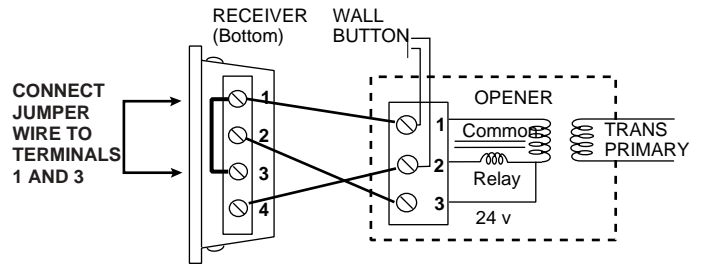 RECEIVER
(Bottom)
WALL
BUTTON
CONNECT
JUMPER
WIRE TO
TERMINALS
1 AND 3
1
2
3
4
OPENER
1
Common
2
Relay
3
24 v
TRANS
PRIMARY